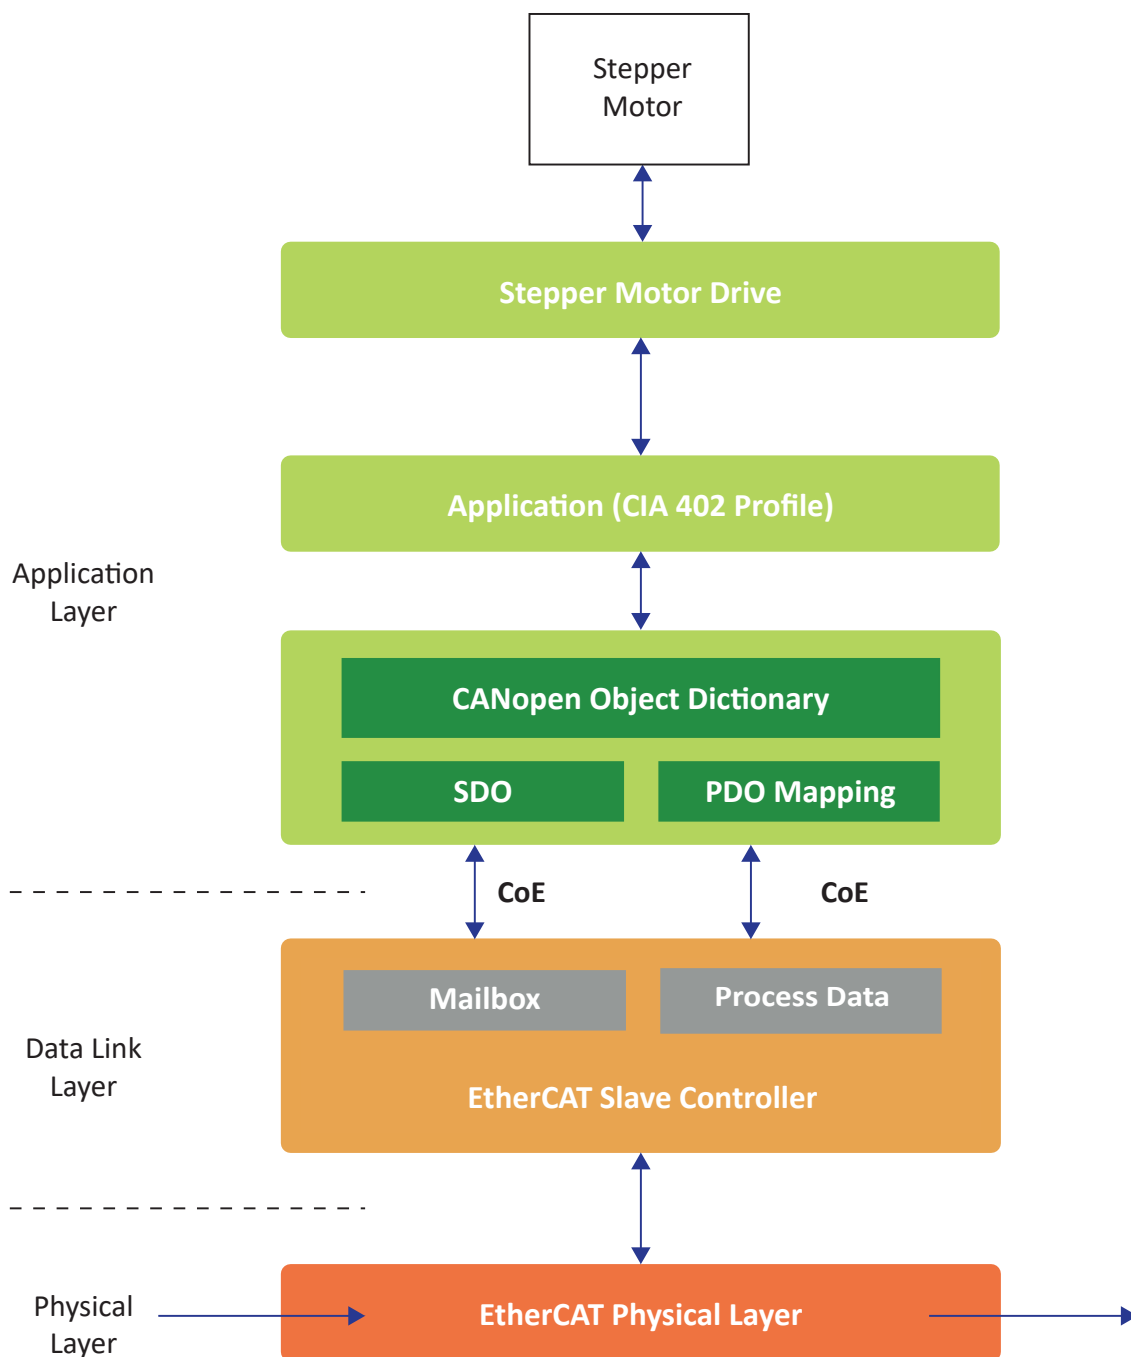 Stepper
Motor
Stepper Motor Drive
Application (CIA 402 Profile)
Application
Layer
CANopen Object Dictionary
SDO
PDO Mapping
CoE
CoE
Mailbox
Process Data
Data Link
Layer
EtherCAT Slave Controller
Physical
Layer
EtherCAT Physical Layer